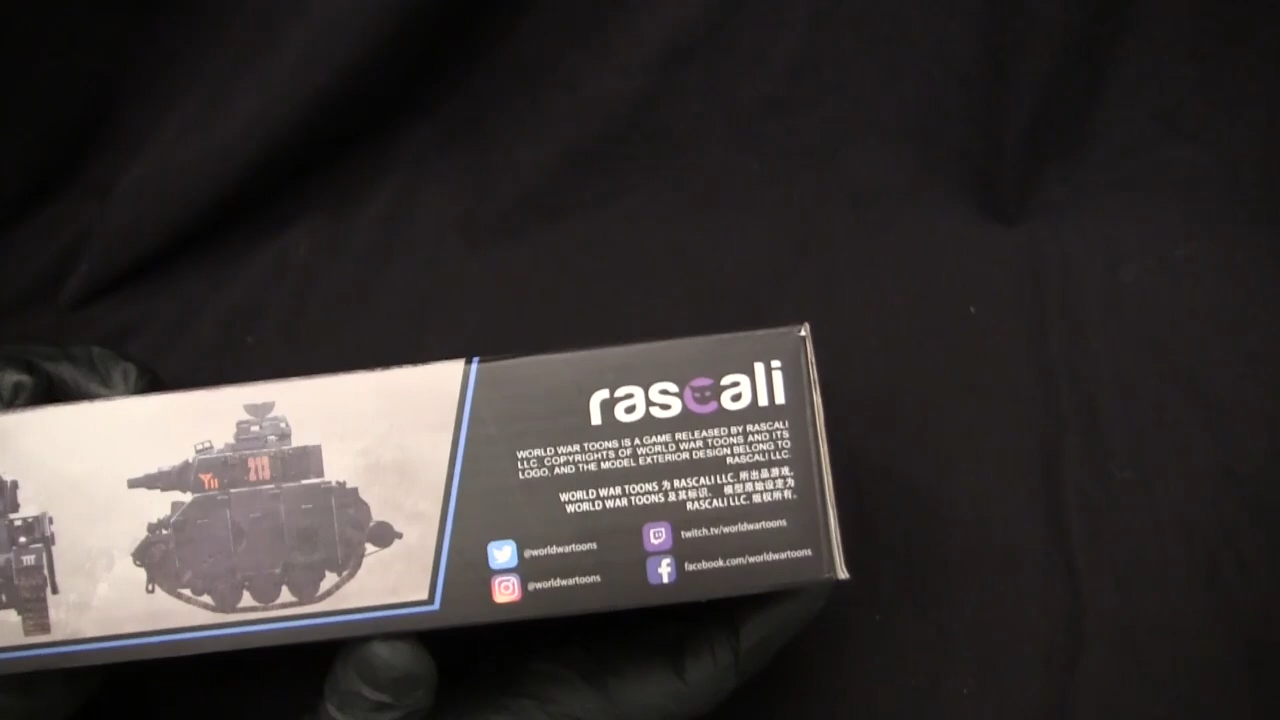 rascali
WORLD WAR TOONS IS A GAME RELEASED BY RASCALI
LLC. COPYRIGHTS OF WORLD WAR TOONS AND ITS
LOGO, AND THE MODEL EXTERIOR DESIGN BELONG TO
RASCALI LLC.
WORLD WAR TOONS 为 RASCALI LLC. 所出品游戏,
WORLD WAR TOONS 及其标识、 模型原始设定为
RASCALI LLC. 版权所有。
@worldwartoons
twitch.tv/worldwartoons
@worldwartoons
facebook.com/worldwartoons